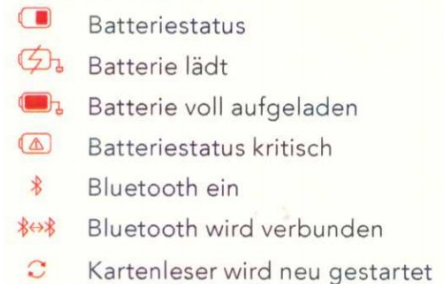 Batteriestatus
Batterie lädt
Batterie voll aufgeladen
Batteriestatus kritisch
Bluetooth ein
Bluetooth wird verbunden
Kartenleser wird neu gestartet